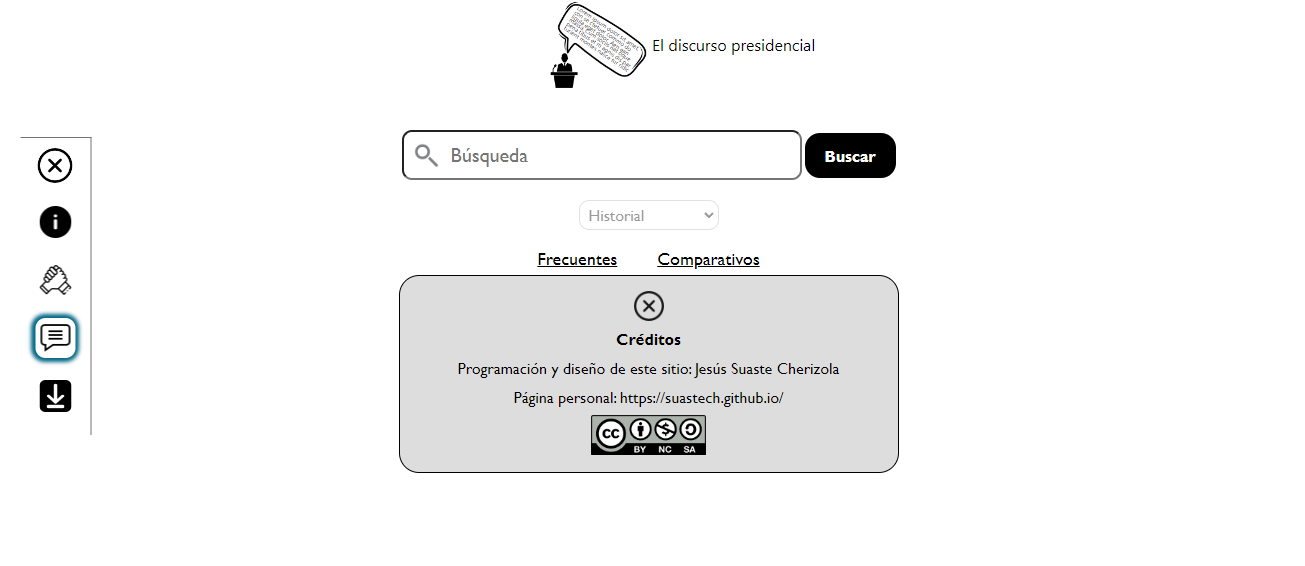 El discurso presidencial
Búsqueda
Buscar
Historial
Frecuentes
Comparativos
Créditos
Programación y diseño de este sitio: Jesús Suaste Cherizola
Página personal: https://suastech.github.io/
cc
BY NC SA